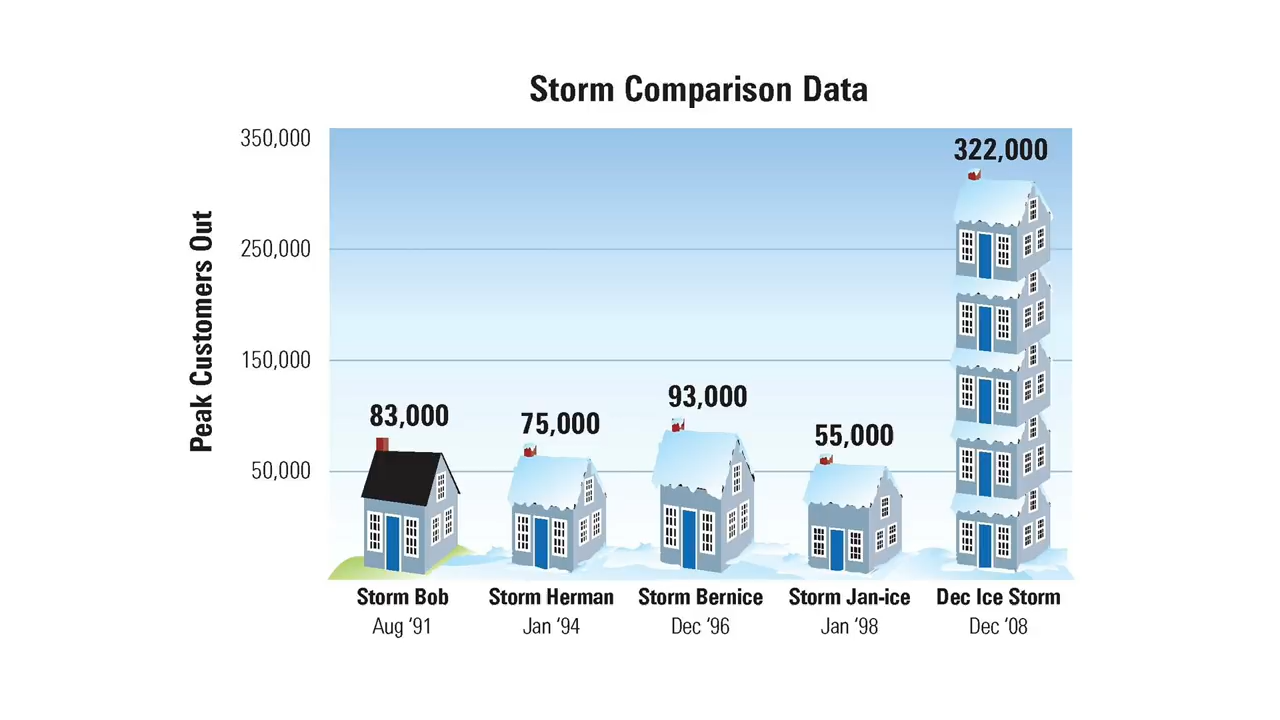 Storm Comparison Data
Peak Customers Out
350,000
250,000
150,000
50,000
83,000
75,000
93,000
55,000
322,000
Storm Bob
Aug ‘91
Storm Herman
Jan ‘94
Storm Bernice
Dec ‘96
Storm Jan-ice
Jan ‘98
Dec Ice Storm
Dec ‘08